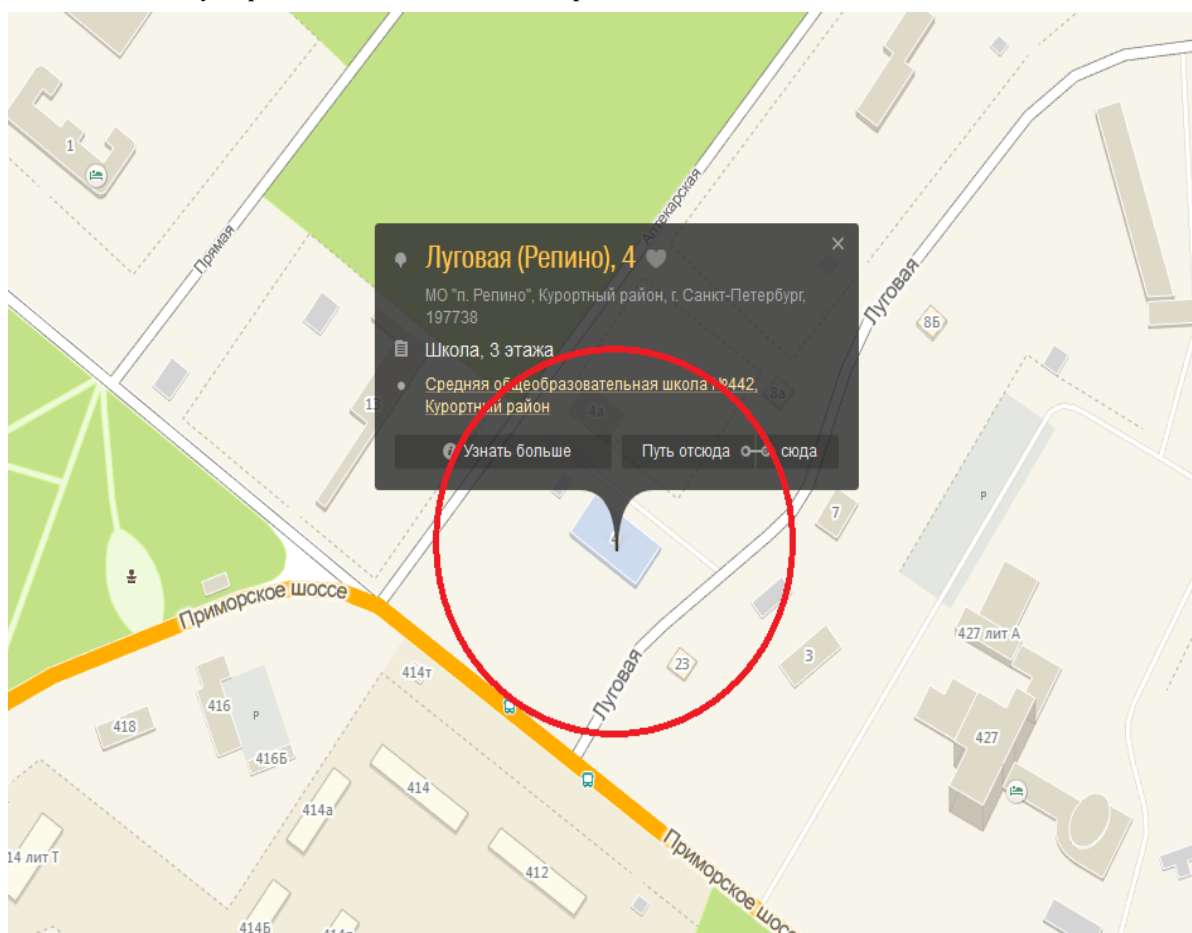 1
Прямая
Аптекарская
Луговая (Репино), 4
МО "п. Репино", Курортный район, г. Санкт-Петербург,
197738
Школа, 3 этажа
Средняя общеобразовательная школа №442,
Курортный район
Узнать больше
Путь отсюда
сюда
Луговая
8Б
8а
4а
13
4
7
P
Приморское шоссе
427 лит А
3
23
Луговая
414т
416
P
418
416Б
427
414
414а
14 лит Т
412
Приморское шоссе
414Б